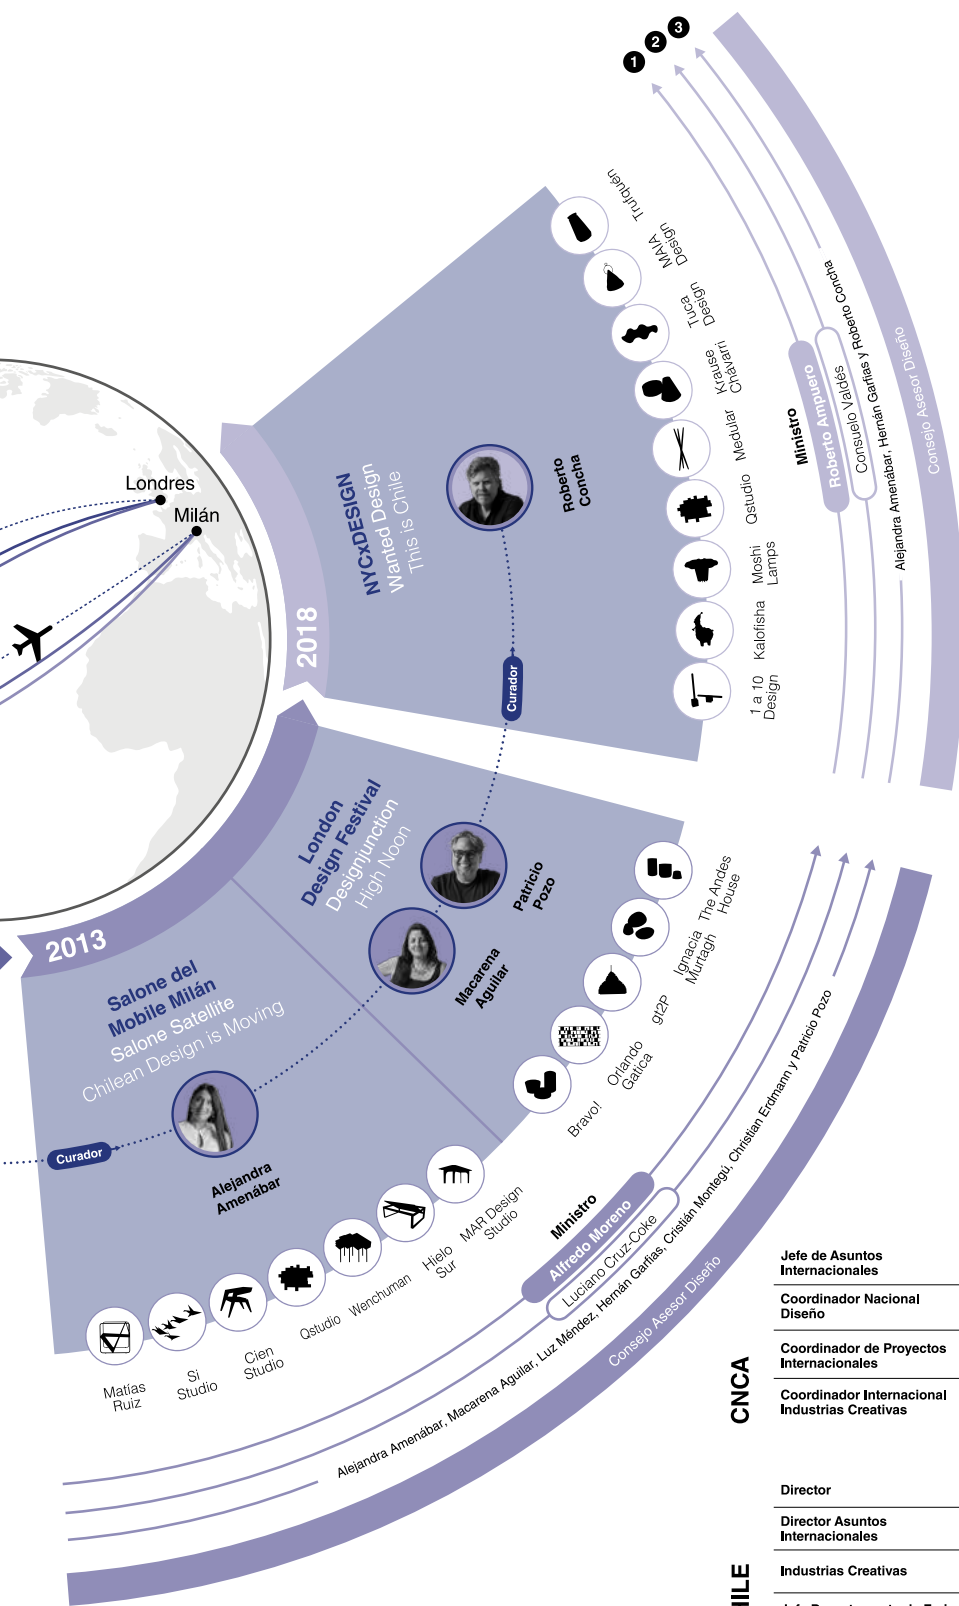 1
2
3
Londres
Milán
2018
NYCxDESIGN
Wanted Design
This is Chile
Roberto
Concha
Curador
Trufquén
MAIA
Design
Tuca
Design
Krause
Chávarri
Medular
Qstudio
Moshi
Lamps
Kalofisha
1 a 10
Design
Ministro
Roberto Ampuero
Consuelo Valdés
Alejandra Amenábar, Hernán Garfias y Roberto Concha
Consejo Asesor Diseño
2013
London
Design Festival
Designjunction
High Noon
Patricio
Pozo
Macarena
Aguilar
The Andes
House
Ignacia
Murtagh
gt2P
Orlando
Gatica
Bravo!
Salone del
Mobile Milán
Salone Satellite
Chilean Design is Moving
Curador
Alejandra
Amenábar
MAR Design
Studio
Hielo
Sur
Wenchuman
Qstudio
Cien
Studio
Si
Studio
Matías
Ruiz
Ministro
Alfredo Moreno
Luciano Cruz-Coke
Alejandra Amenábar, Macarena Aguilar, Luz Méndez, Hernán Garfias, Cristián Montegú, Christian Erdmann y Patricio Pozo
Consejo Asesor Diseño
CNCA
Jefe de Asuntos
Internacionales
Coordinador Nacional
Diseño
Coordinador de Proyectos
Internacionales
Coordinador Internacional
Industrias Creativas
Director
Director Asuntos
Internacionales
Industrias Creativas